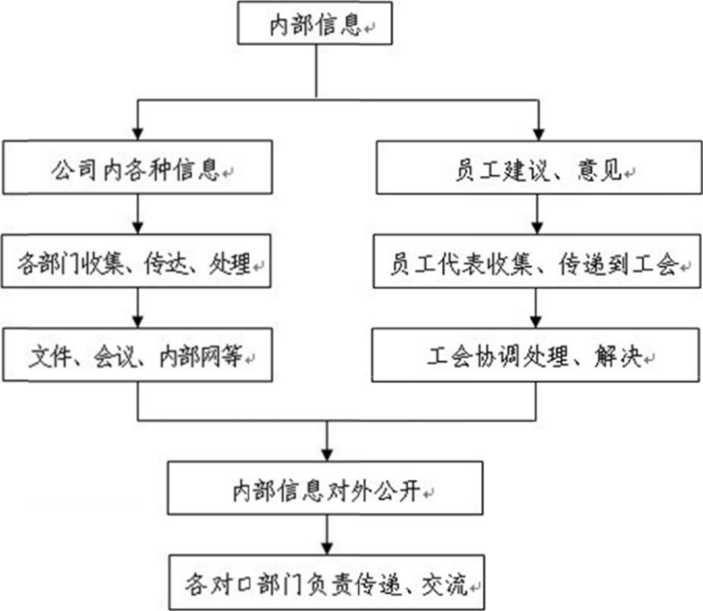 内部信息
公司内各种信息
员工建议、意见
各部门收集、传达、处理
员工代表收集、传递到工会
文件、会议、内部网等
工会协调处理、解决
内部信息对外公开
各对口部门负责传递、交流